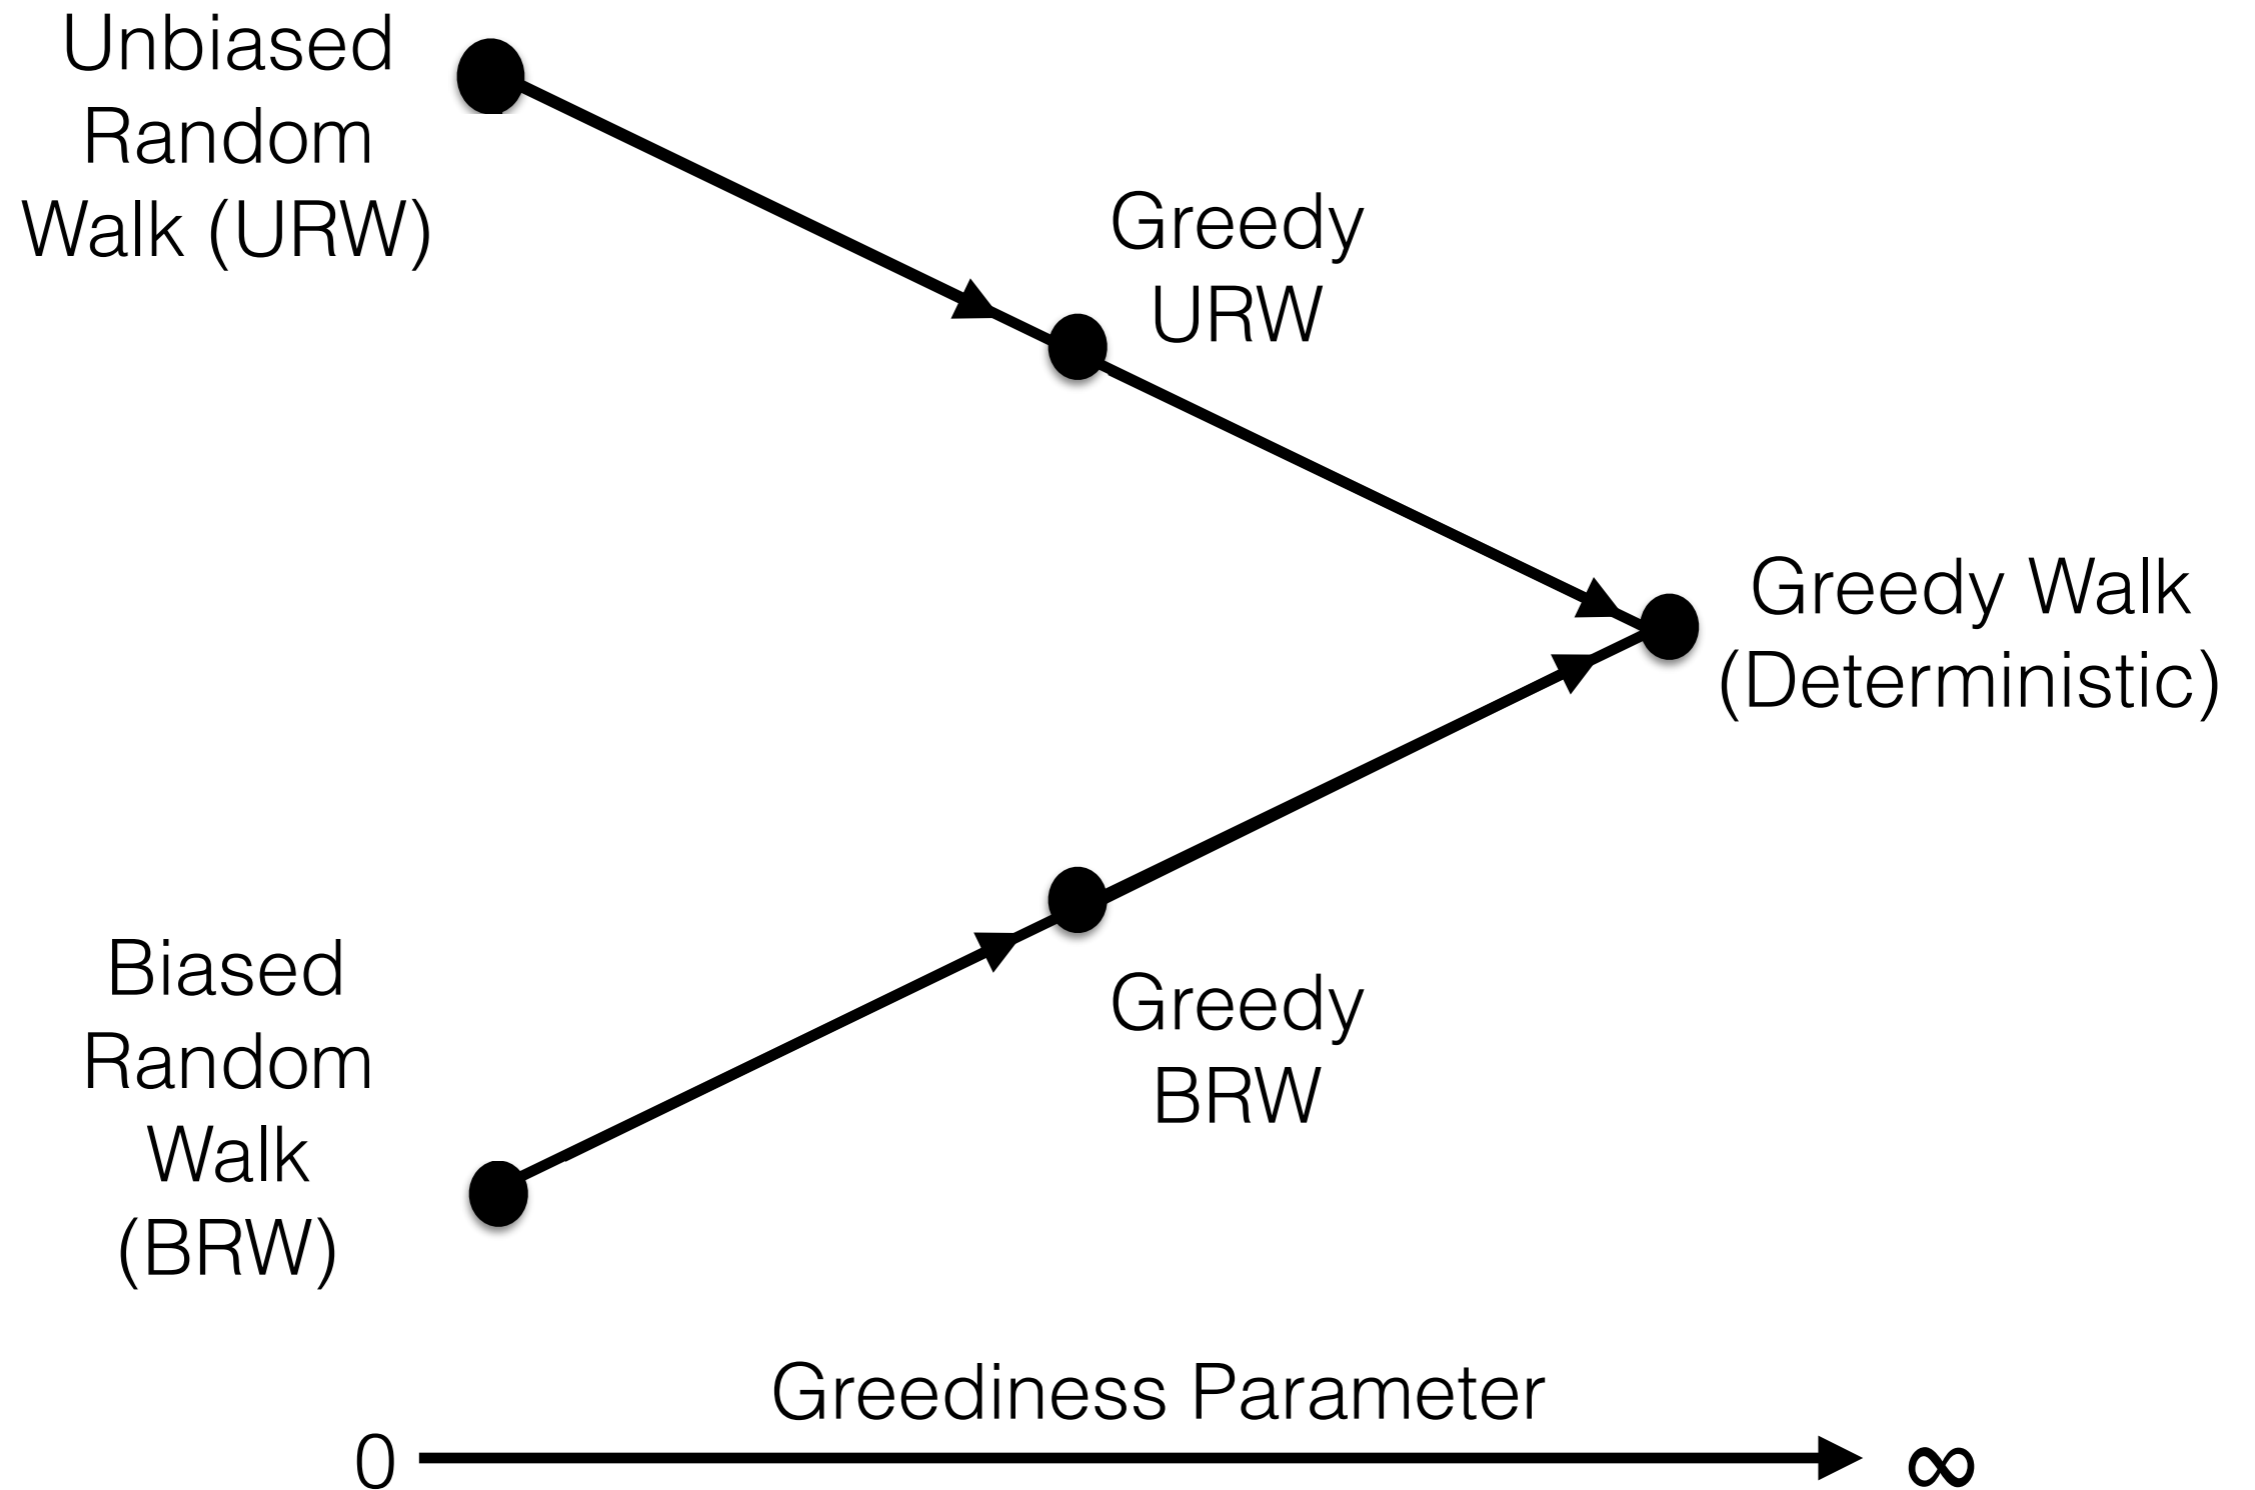 Unbiased
Random
Walk (URW)
Greedy
URW
Greedy Walk
(Deterministic)
Biased
Random
Walk
(BRW)
Greedy
BRW
Greediness Parameter
0
∞